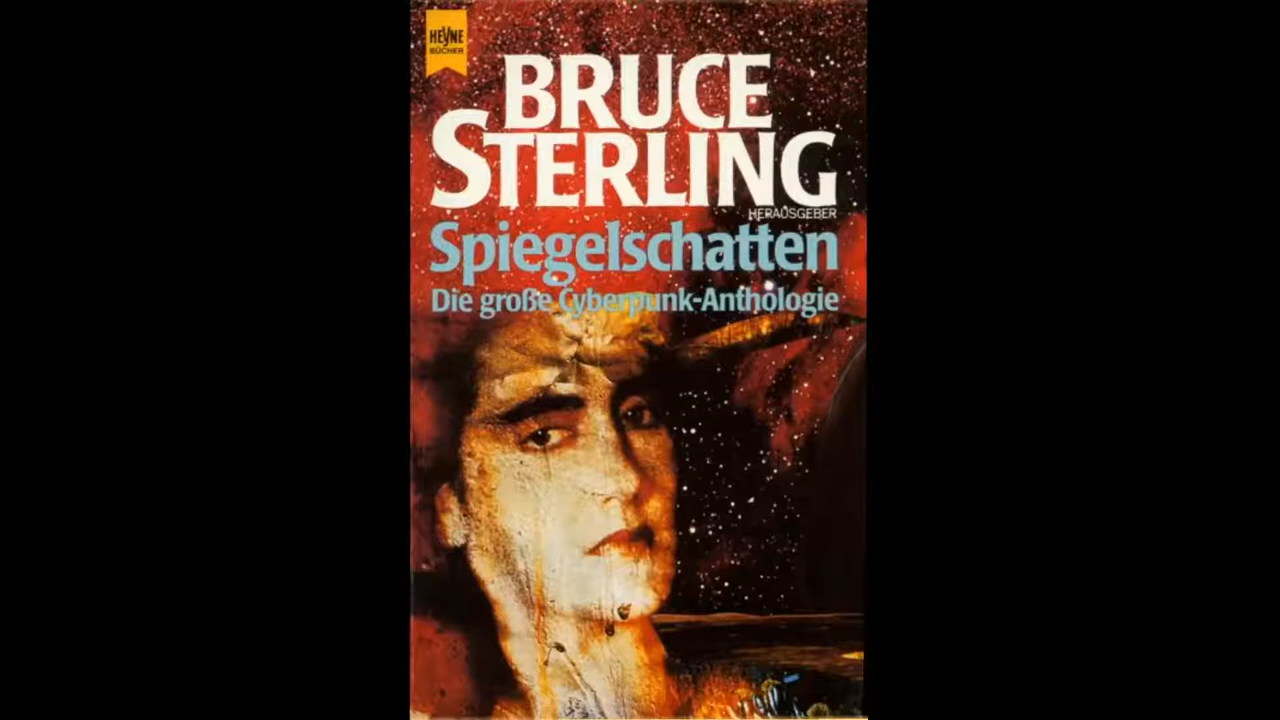 HEYNE
BÜCHER
BRUCE
STERLING
HERAUSGEBER
Spiegelschatten
Die große Cyberpunk-Anthologie